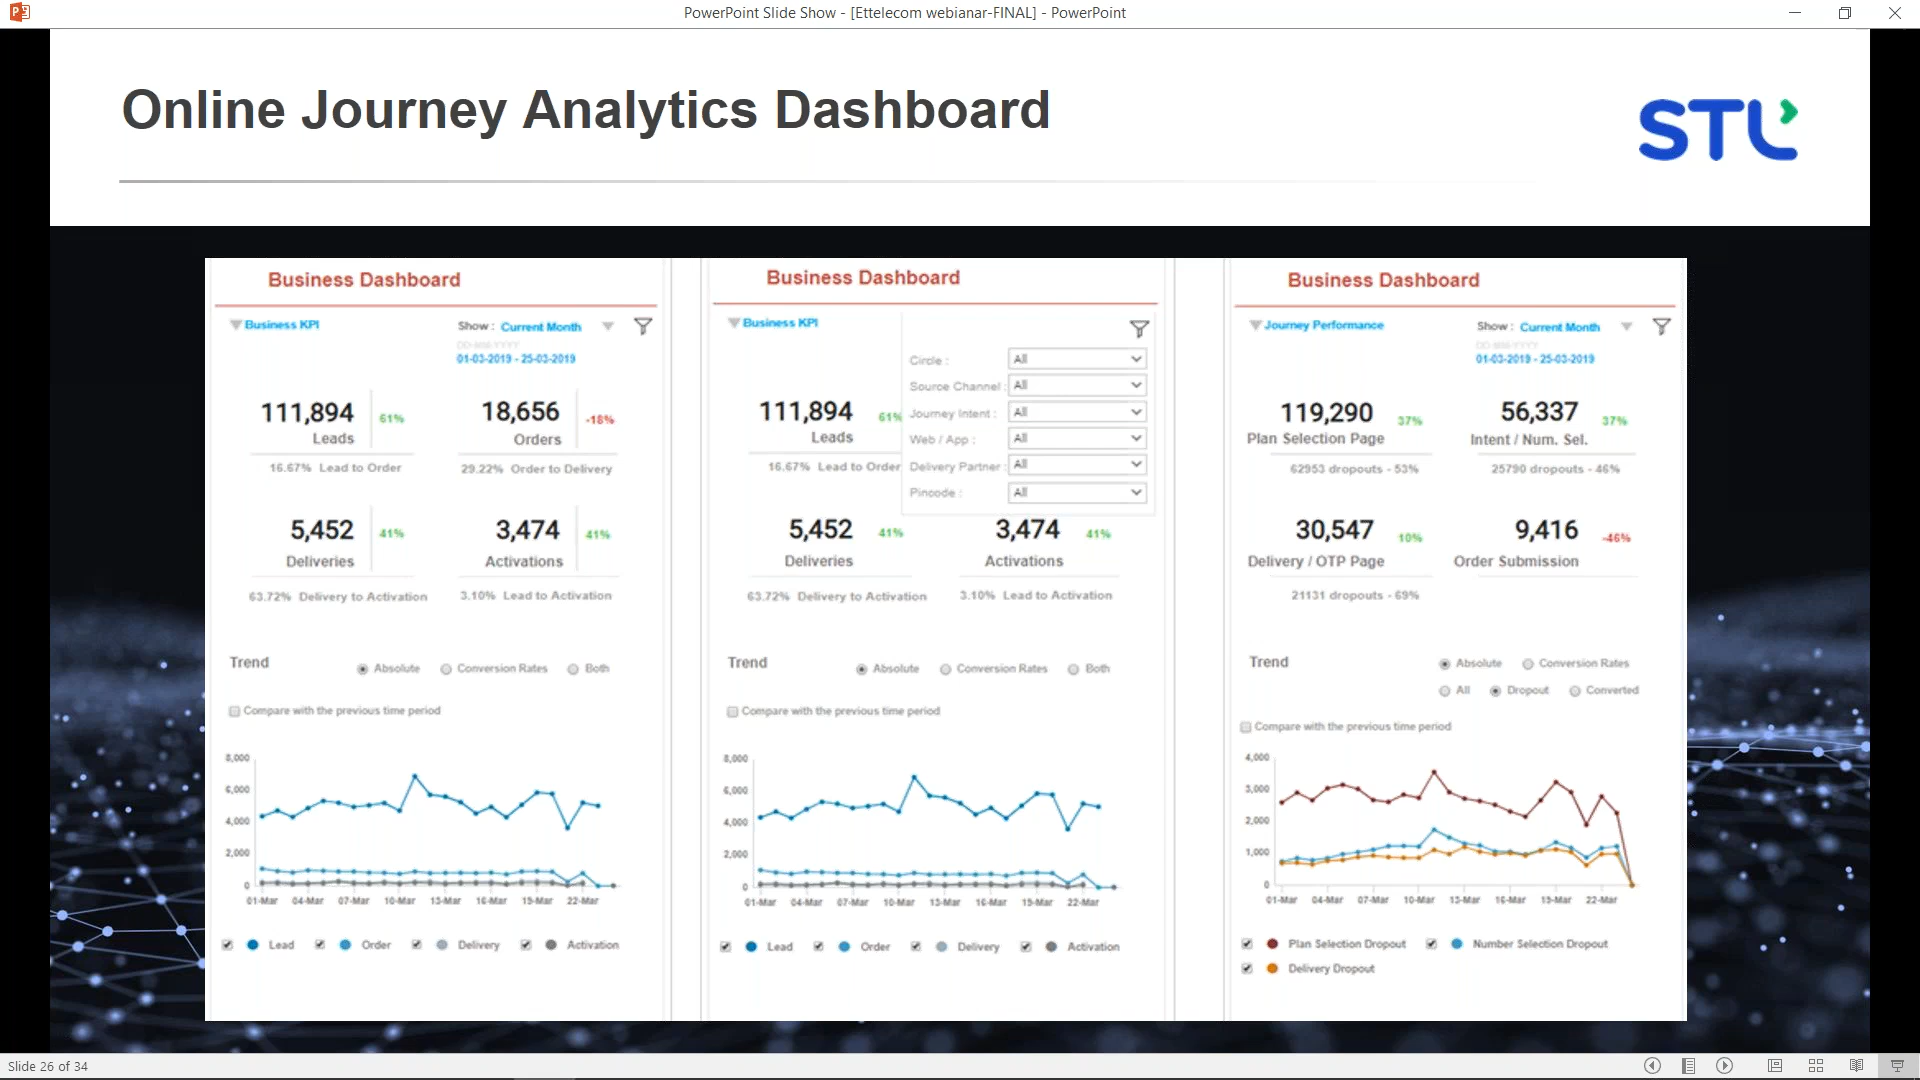 PowerPoint Slide Show - [Ettelecom webianar-FINAL] - PowerPoint
Online Journey Analytics Dashboard
STL
Business Dashboard
Business KPI
Show : Current Month
DD-MM-YYYY
01-03-2019 - 25-03-2019
111,894 61%
Leads
16.67% Lead to Order
18,656 -18%
Orders
29.22% Order to Delivery
5,452 41%
Deliveries
63.72% Delivery to Activation
3,474 41%
Activations
3.10% Lead to Activation
Trend
Absolute Conversion Rates Both
Compare with the previous time period
8,000
6,000
4,000
2,000
0
01-Mar 04-Mar 07-Mar 10-Mar 13-Mar 16-Mar 19-Mar 22-Mar
Lead Order Delivery Activation
Business Dashboard
Business KPI
Circle : All
Source Channel : All
Journey Intent : All
Web / App : All
Delivery Partner : All
Pincode : All
111,894 61%
Leads
16.67% Lead to Order
5,452 41%
Deliveries
63.72% Delivery to Activation
3,474 41%
Activations
3.10% Lead to Activation
Trend
Absolute Conversion Rates Both
Compare with the previous time period
8,000
6,000
4,000
2,000
0
01-Mar 04-Mar 07-Mar 10-Mar 13-Mar 16-Mar 19-Mar 22-Mar
Lead Order Delivery Activation
Business Dashboard
Journey Performance
Show : Current Month
DD-MM-YYYY
01-03-2019 - 25-03-2019
119,290 37%
Plan Selection Page
62953 dropouts - 53%
56,337 37%
Intent / Num. Sel.
25790 dropouts - 46%
30,547 10%
Delivery / OTP Page
21131 dropouts - 69%
9,416 -46%
Order Submission
Trend
Absolute Conversion Rates
All Dropout Converted
Compare with the previous time period
4,000
3,000
2,000
1,000
0
01-Mar 04-Mar 07-Mar 10-Mar 13-Mar 16-Mar 19-Mar 22-Mar
Plan Selection Dropout Number Selection Dropout
Delivery Dropout
Slide 26 of 34